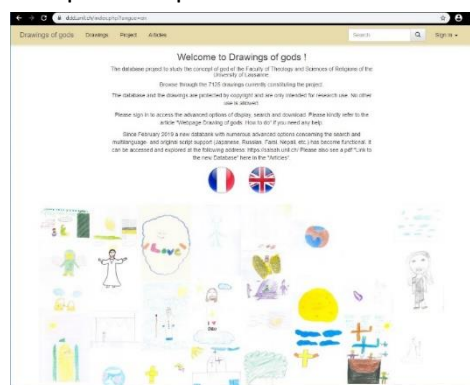 ddd.unil.ch/index.php?langue=en
Drawings of gods Drawings Project Articles Search Sign in
Welcome to Drawings of gods !
The database project to study the concept of god of the Faculty of Theology and Sciences of Religions of the
University of Lausanne.
Browse through the 7135 drawings currently constituting the project.
The database and the drawings are protected by copyright and are only intended for research use. No other
use is allowed.
Please sign in to access the advanced options of display, search and download. Please kindly refer to the
article "Webpage Drawing of gods. How to do" if you need any help.
Since February 2019 a new database with numerous advanced options concerning the search and
multilanguage- and original script support (Japanese, Russian, Farsi, Nepali, etc.) has become functional. It
can be accessed and explored at the following address: Please also see a pdf "Link to
the new Database" here in the "Articles".
Love